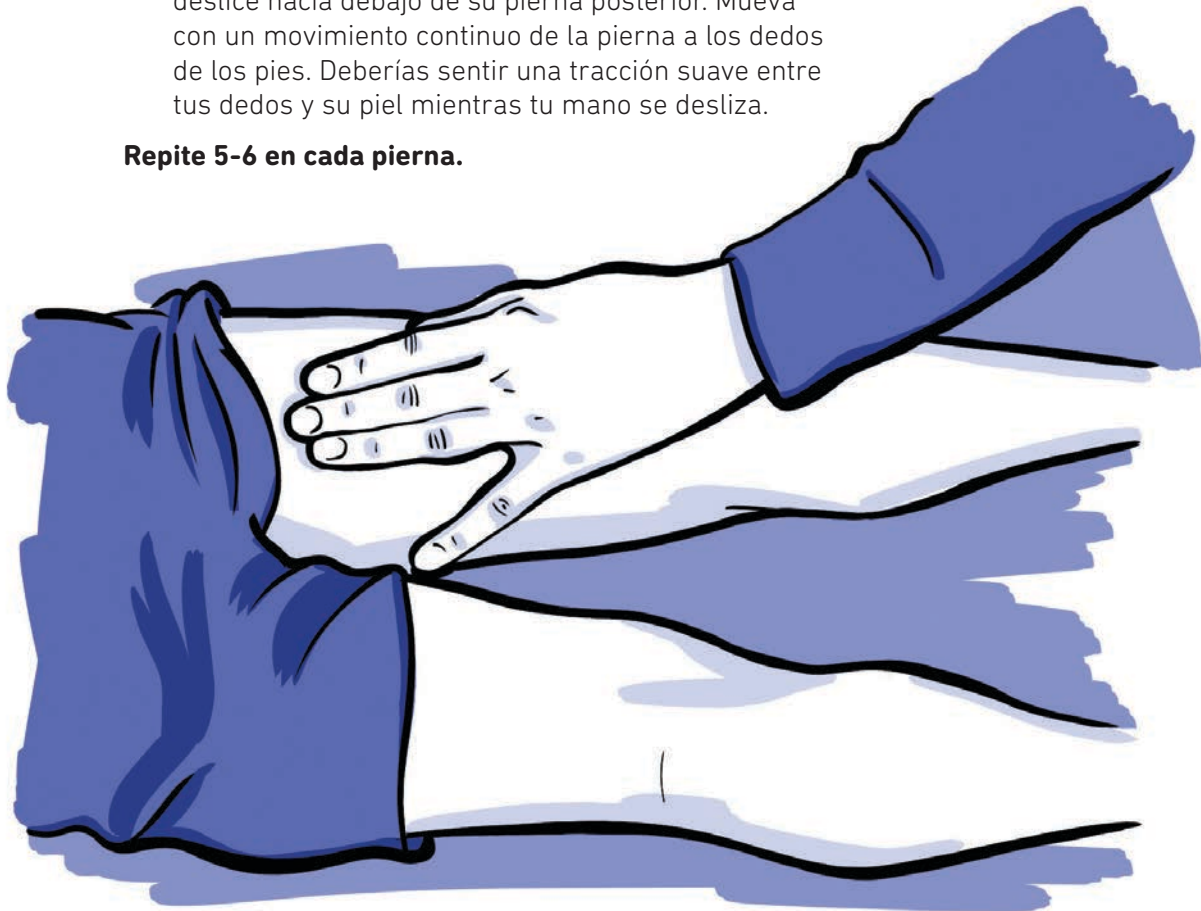 deslice hacia debajo de su pierna posterior. Mueva
con un movimiento continuo de la pierna a los dedos
de los pies. Deberías sentir una tracción suave entre
tus dedos y su piel mientras tu mano se desliza.
Repite 5-6 en cada pierna.